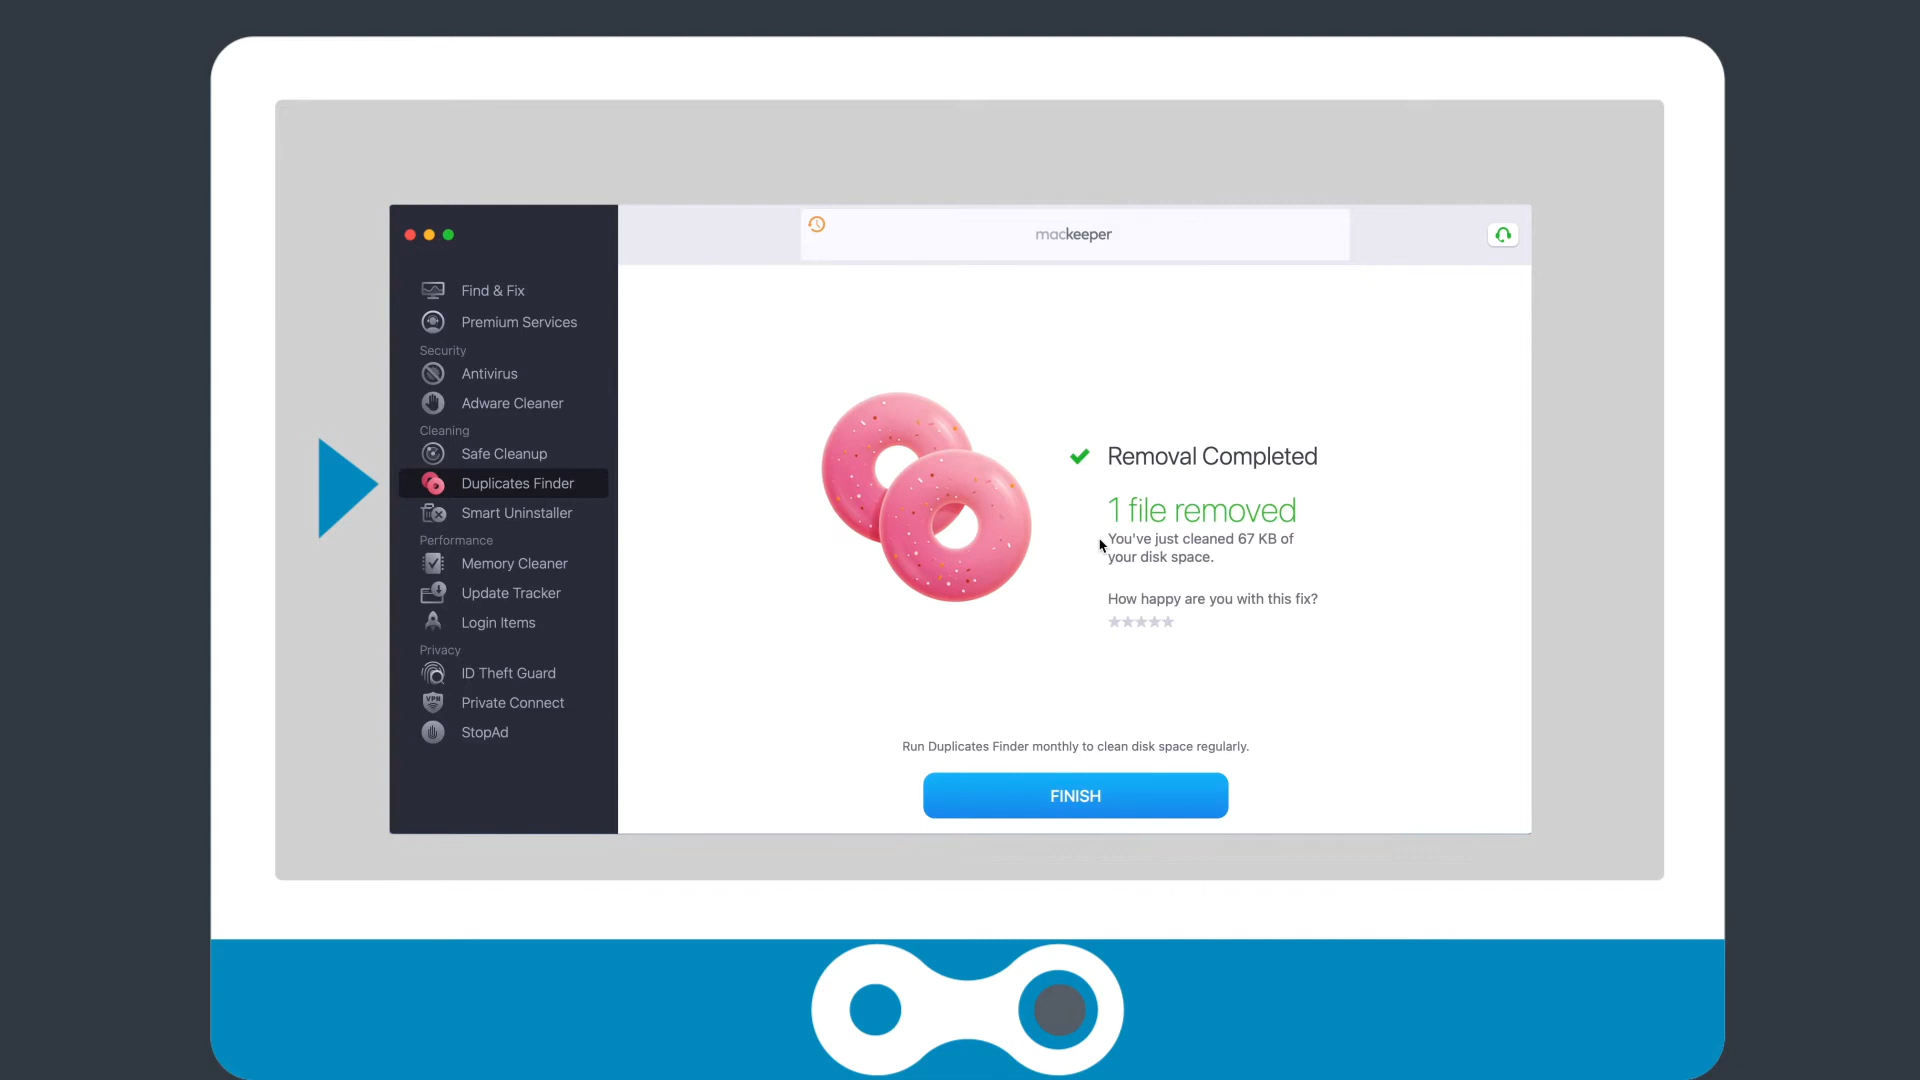 mackeeper
Find & Fix
Premium Services
Security
Antivirus
Adware Cleaner
Cleaning
Safe Cleanup
Duplicates Finder
Smart Uninstaller
Performance
Memory Cleaner
Update Tracker
Login Items
Privacy
ID Theft Guard
VPN
Private Connect
StopAd
Removal Completed
1 file removed
You've just cleaned 67 KB of
your disk space.
How happy are you with this fix?
Run Duplicates Finder monthly to clean disk space regularly.
FINISH